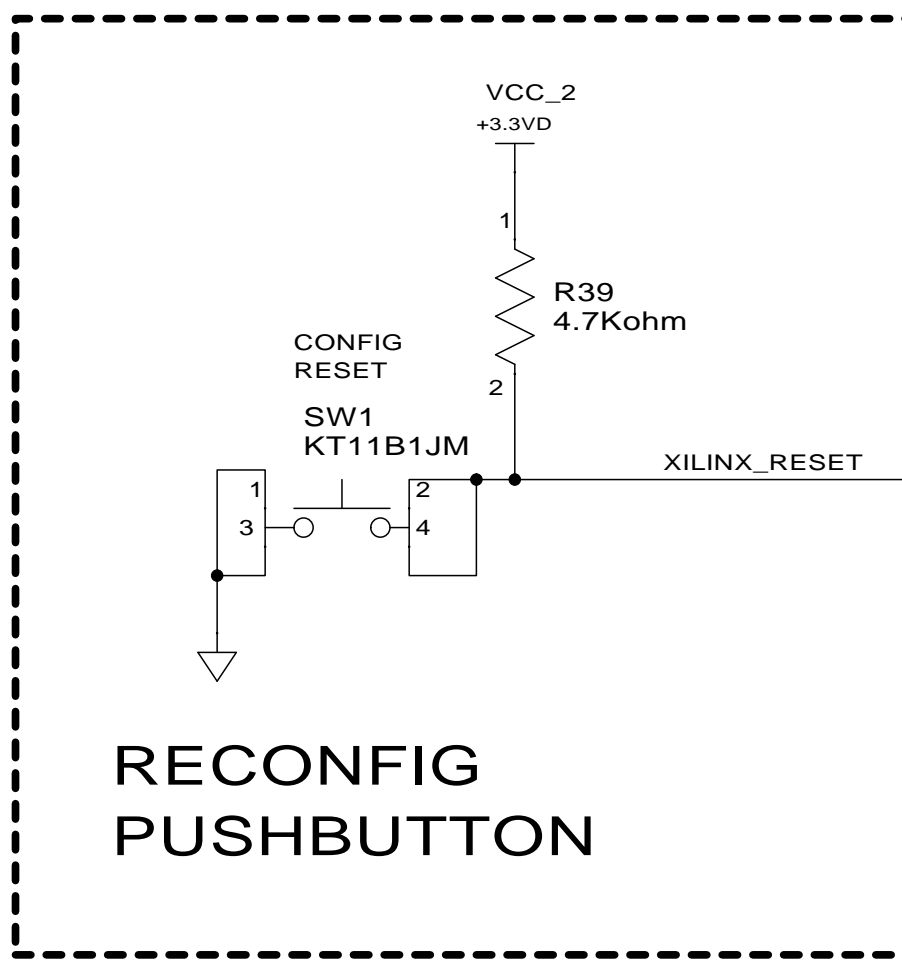 VCC_2
+3.3VD
1
R39
4.7Kohm
2
CONFIG
RESET
SW1
KT11B1JM
XILINX_RESET
1
2
3
4
RECONFIG
PUSHBUTTON